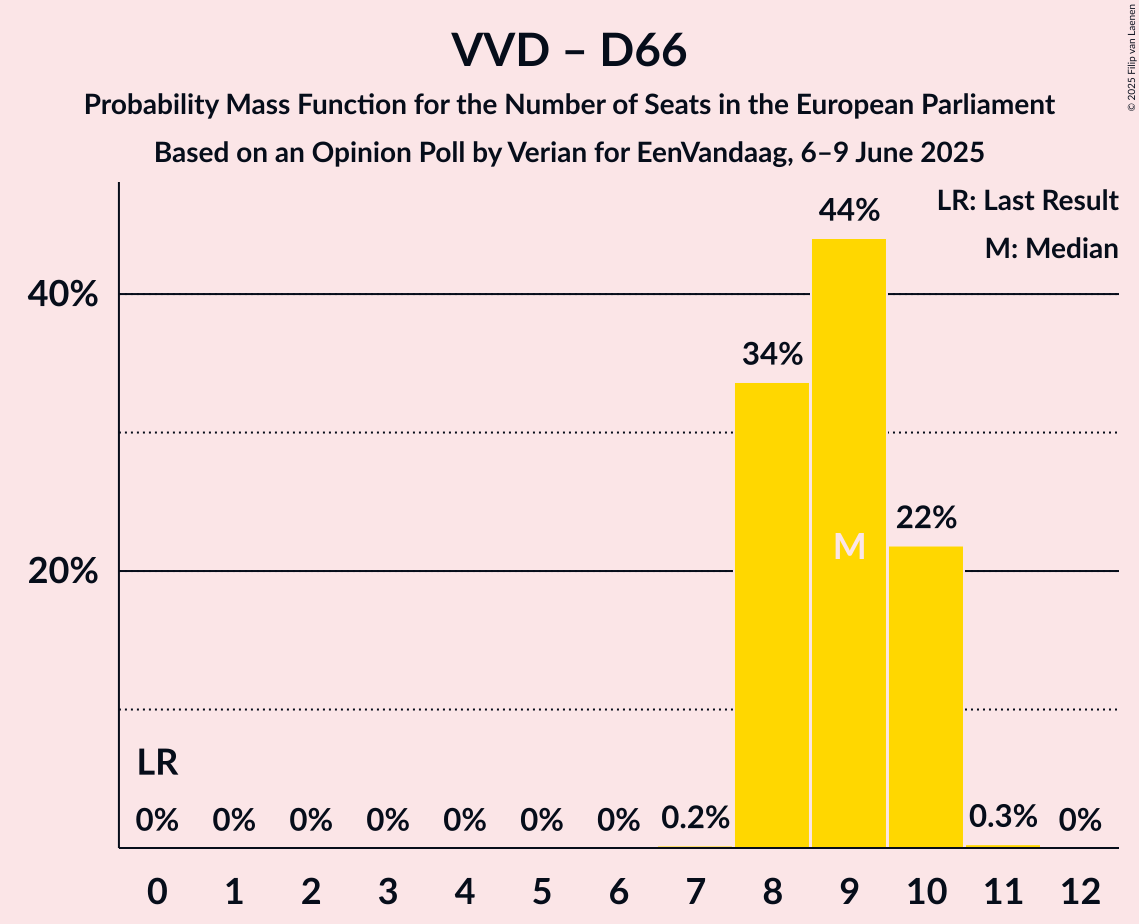 VVD – D66
Probability Mass Function for the Number of Seats in the European Parliament
Based on an Opinion Poll by Verian for EenVandaag, 6–9 June 2025
© 2025 Filip van Laenen
LR: Last Result
M: Median
44%
40%
34%
22%
M
20%
LR
0% 0% 0% 0% 0% 0% 0% 0.2% 0.3% 0%
0 1 2 3 4 5 6 7 8 9 10 11 12